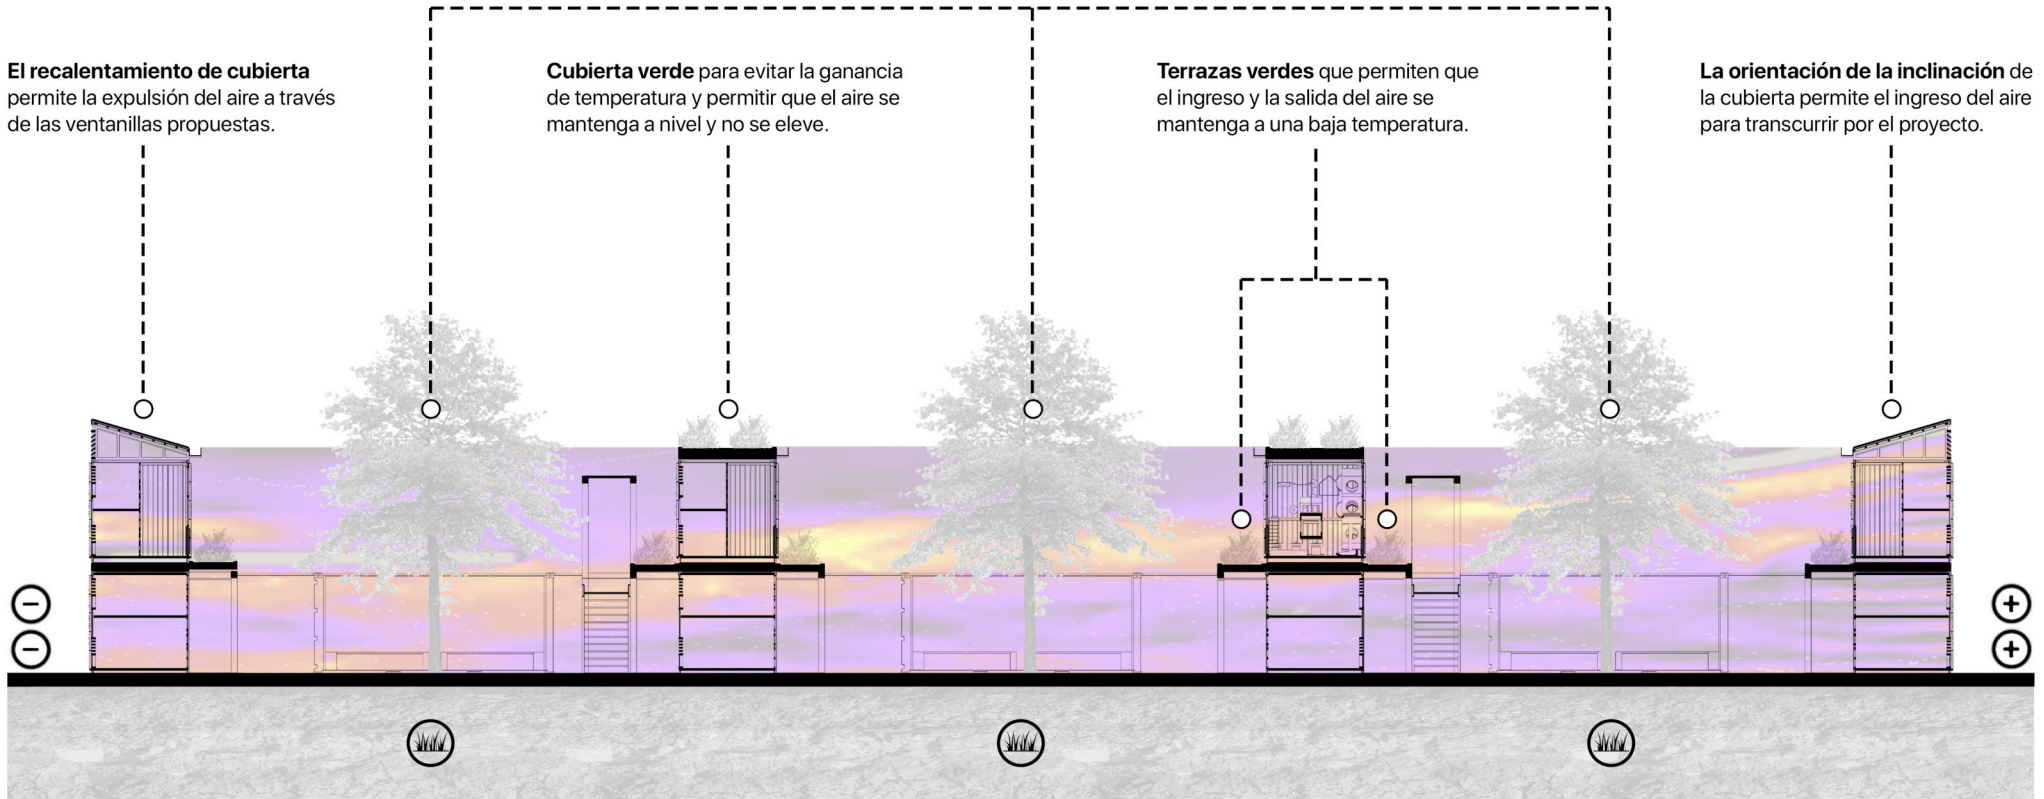 El recalentamiento de cubierta
permite la expulsión del aire a través
de las ventanillas propuestas.
Cubierta verde para evitar la ganancia
de temperatura y permitir que el aire se
mantenga a nivel y no se eleve.
Terrazas verdes que permiten que
el ingreso y la salida del aire se
mantenga a una baja temperatura.
La orientación de la inclinación de
la cubierta permite el ingreso del aire
para transcurrir por el proyecto.